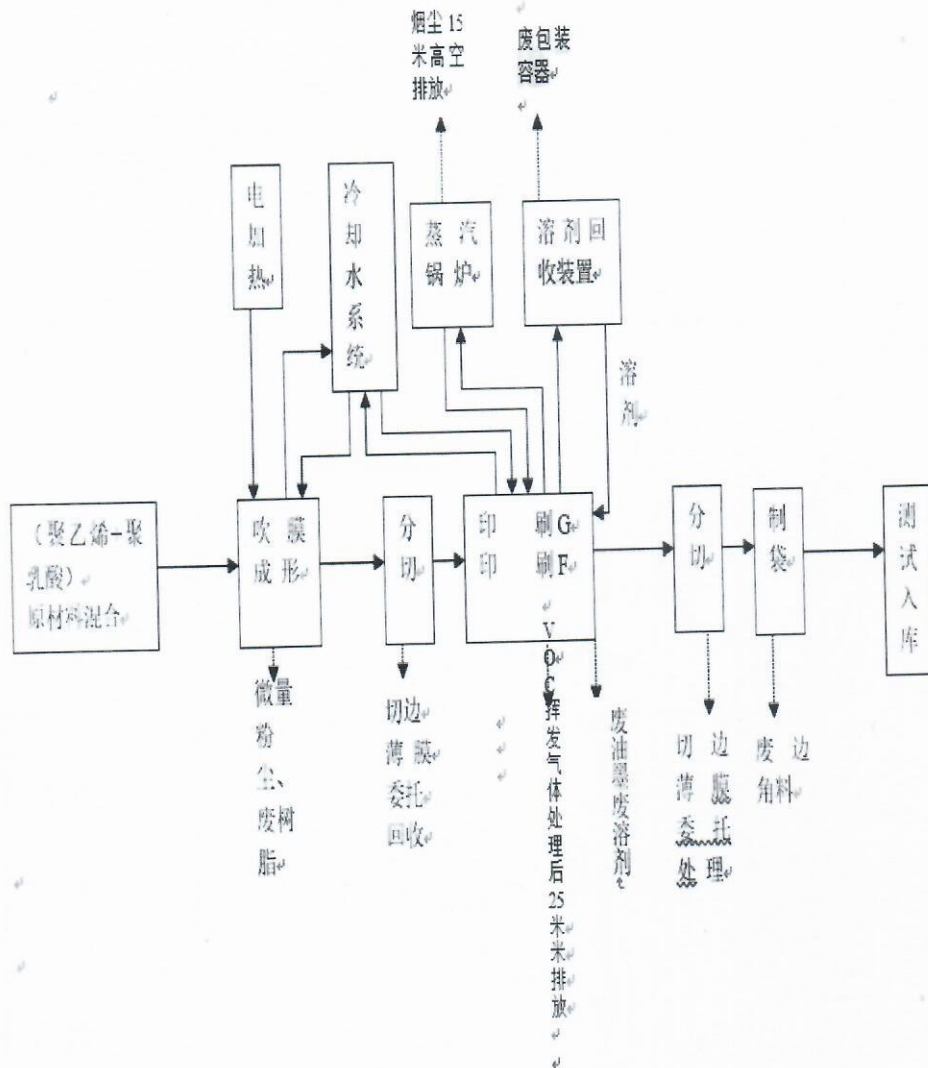 烟尘 15
米高空
排放
废包装
容器
电加热
冷却水系统
蒸 汽
锅 炉
溶剂回
收装置
溶剂
（聚乙烯+聚
乳酸）
原材料混合
吹 膜
成 形
分切
印 刷G
印 刷F
分切
制袋
测试入库
微量
粉
尘、
废树
脂
切边
薄 膜
委托
回收
VOC挥发气体处理后25米米排放
废油墨废溶剂
切 边
薄 膜
委 托
处 理
废 边
角料